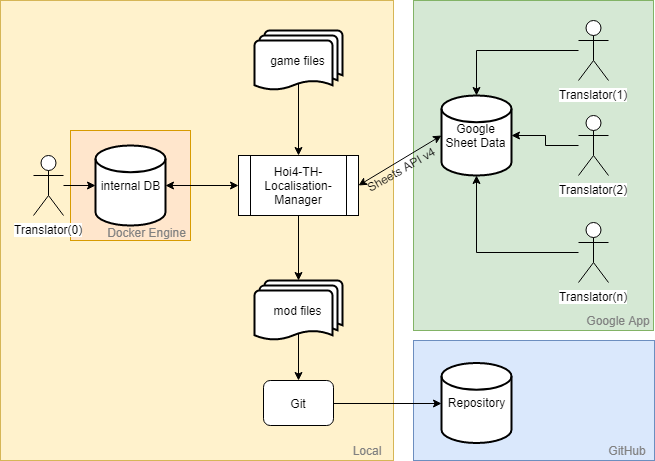 game files
Translator(1)
Google
Sheet Data
Sheets API v4
Hoi4-TH-
Localisation-
Manager
internal DB
Translator(0)
Docker Engine
Translator(2)
mod files
Translator(n)
Google App
Git
Repository
Local
GitHub